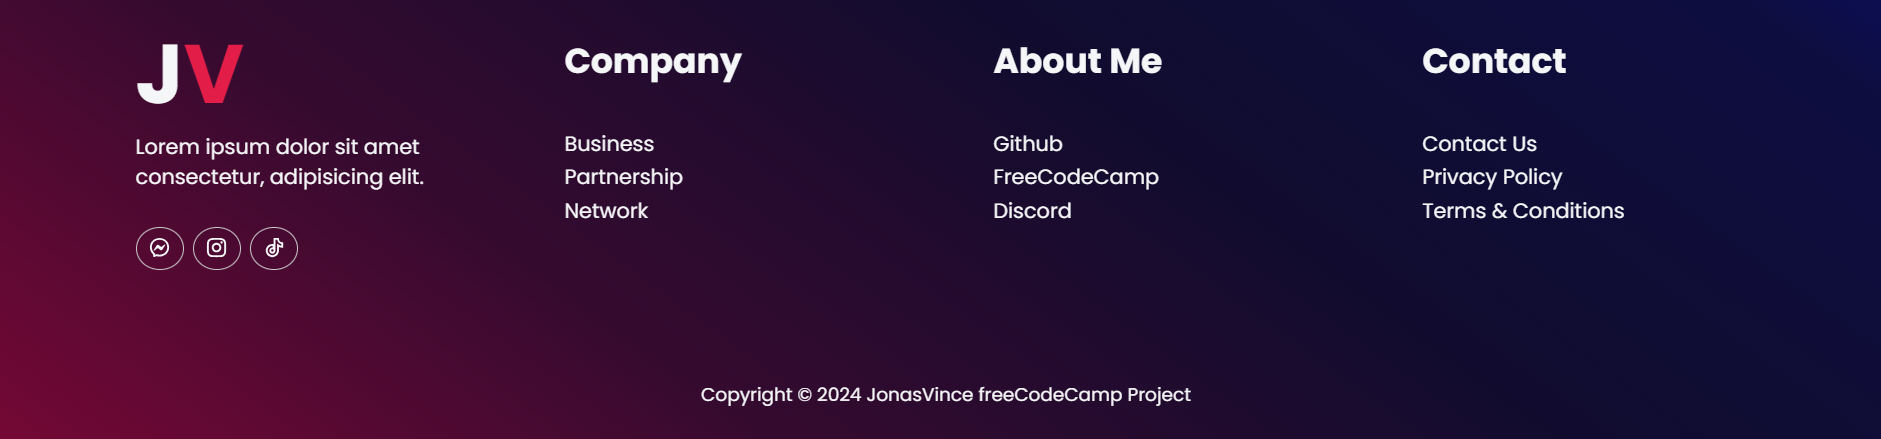 JV
Lorem ipsum dolor sit amet
consectetur, adipisicing elit.
Company
Business
Partnership
Network
About Me
Github
FreeCodeCamp
Discord
Contact
Contact Us
Privacy Policy
Terms & Conditions
Copyright © 2024 JonasVince freeCodeCamp Project